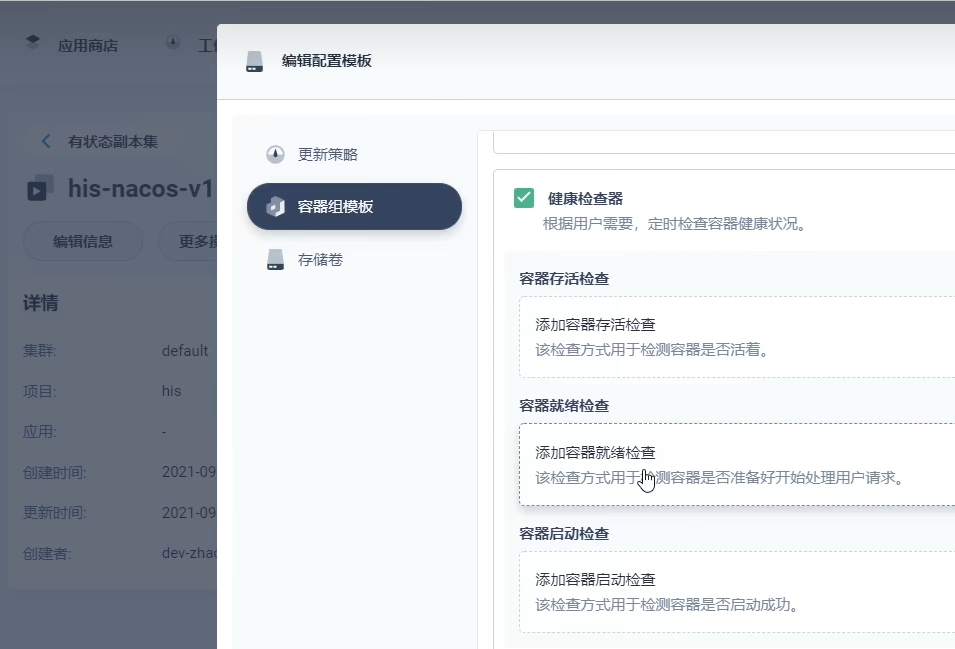 应用商店
编辑配置模板
有状态副本集
his-nacos-v1
编辑信息
更多
详情
集群:
default
项目:
his
应用:
-
创建时间:
2021-09
更新时间:
2021-09
创建者:
dev-zha
更新策略
容器组模板
存储卷
健康检查器
根据用户需要，定时检查容器健康状况。
容器存活检查
添加容器存活检查
该检查方式用于检测容器是否活着。
容器就绪检查
添加容器就绪检查
该检查方式用于检测容器是否准备好开始处理用户请求。
容器启动检查
添加容器启动检查
该检查方式用于检测容器是否启动成功。